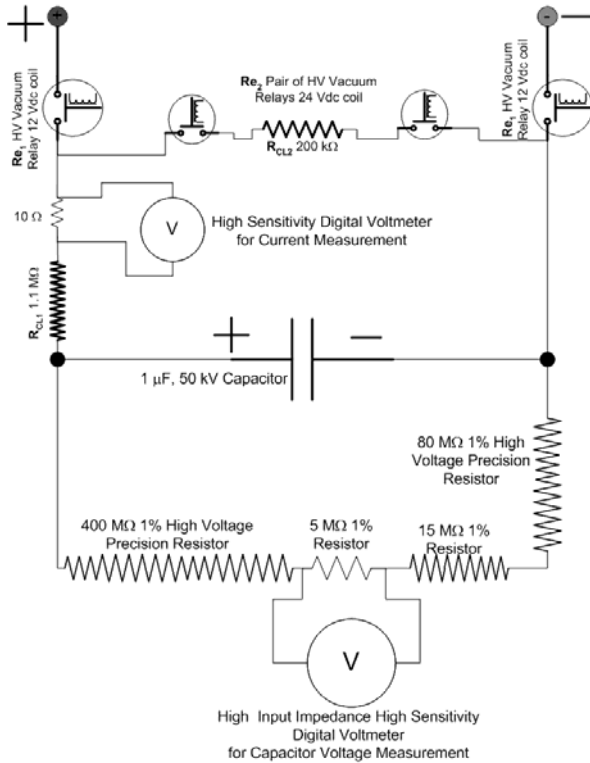 +
+
-
−
Re1 HV Vacuum
Relay 12 Vdc coil
Re2 Pair of HV Vacuum
Relays 24 Vdc coil
Re1 HV Vacuum
Relay 12 Vdc coil
RCL2 200 kΩ
10 Ω
V
High Sensitivity Digital Voltmeter
for Current Measurement
RCL1 1.1 MΩ
+
−
1 μF, 50 kV Capacitor
80 MΩ 1% High
Voltage Precision
Resistor
400 MΩ 1% High Voltage
Precision Resistor
5 MΩ 1%
Resistor
15 MΩ 1%
Resistor
V
High Input Impedance High Sensitivity
Digital Voltmeter
for Capacitor Voltage Measurement